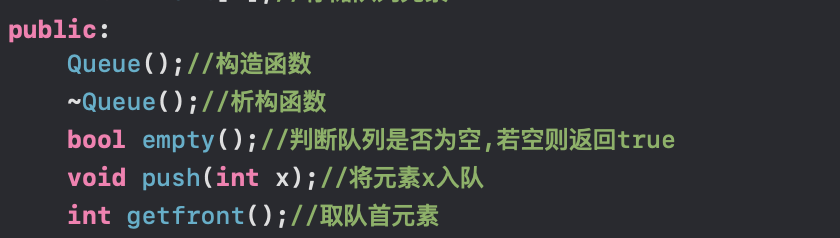 public:
Queue();//构造函数
~Queue();//析构函数
bool empty();//判断队列是否为空,若空则返回true
void push(int x);//将元素x入队
int getfront();//取队首元素